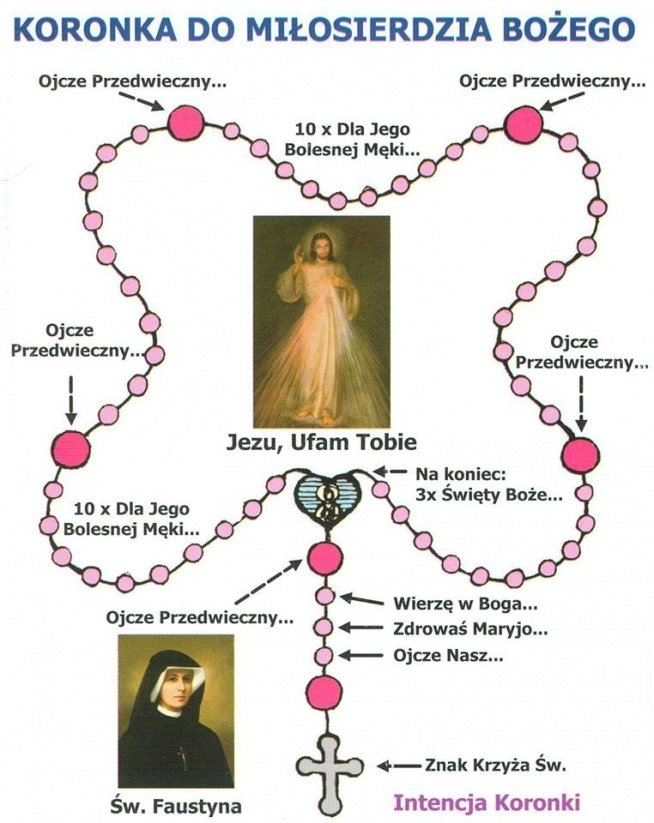 KORONKA DO MIŁOSIERDZIA BOŻEGO
Ojcze Przedwieczny...
Ojcze Przedwieczny...
10 x Dla Jego
Bolesnej Męki...
Ojcze
Przedwieczny...
Ojcze
Przedwieczny...
Jezu, Ufam Tobie
Na koniec:
3x Święty Boże...
10 x Dla Jego
Bolesnej Męki...
Ojcze Przedwieczny...
Wierzę w Boga...
Zdrowaś Maryjo...
Ojcze Nasz...
Znak Krzyża Św.
Św. Faustyna
Intencja Koronki